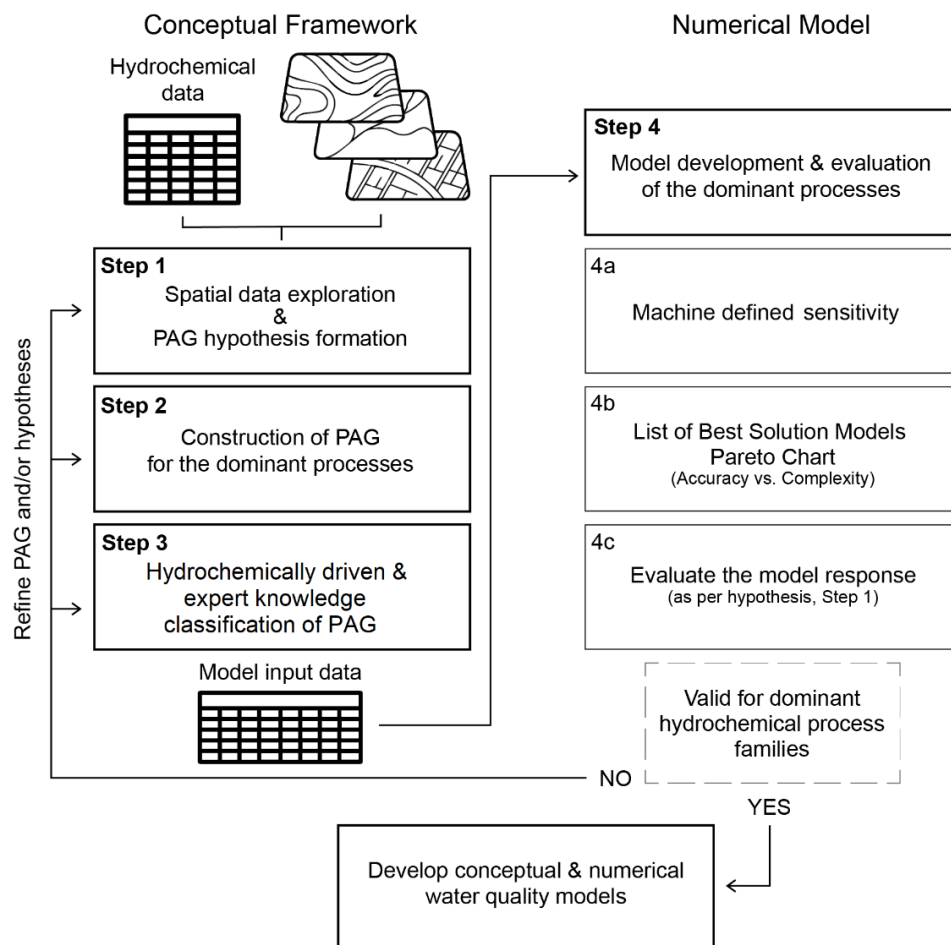 Conceptual Framework
Hydrochemical
data
Step 1
Spatial data exploration
&
PAG hypothesis formation
Step 2
Construction of PAG
for the dominant processes
Step 3
Hydrochemically driven &
expert knowledge
classification of PAG
Model input data
Refine PAG and/or hypotheses
Numerical Model
Step 4
Model development & evaluation
of the dominant processes
4a
Machine defined sensitivity
4b
List of Best Solution Models
Pareto Chart
(Accuracy vs. Complexity)
4c
Evaluate the model response
(as per hypothesis, Step 1)
Valid for dominant
hydrochemical process
families
NO
YES
Develop conceptual & numerical
water quality models